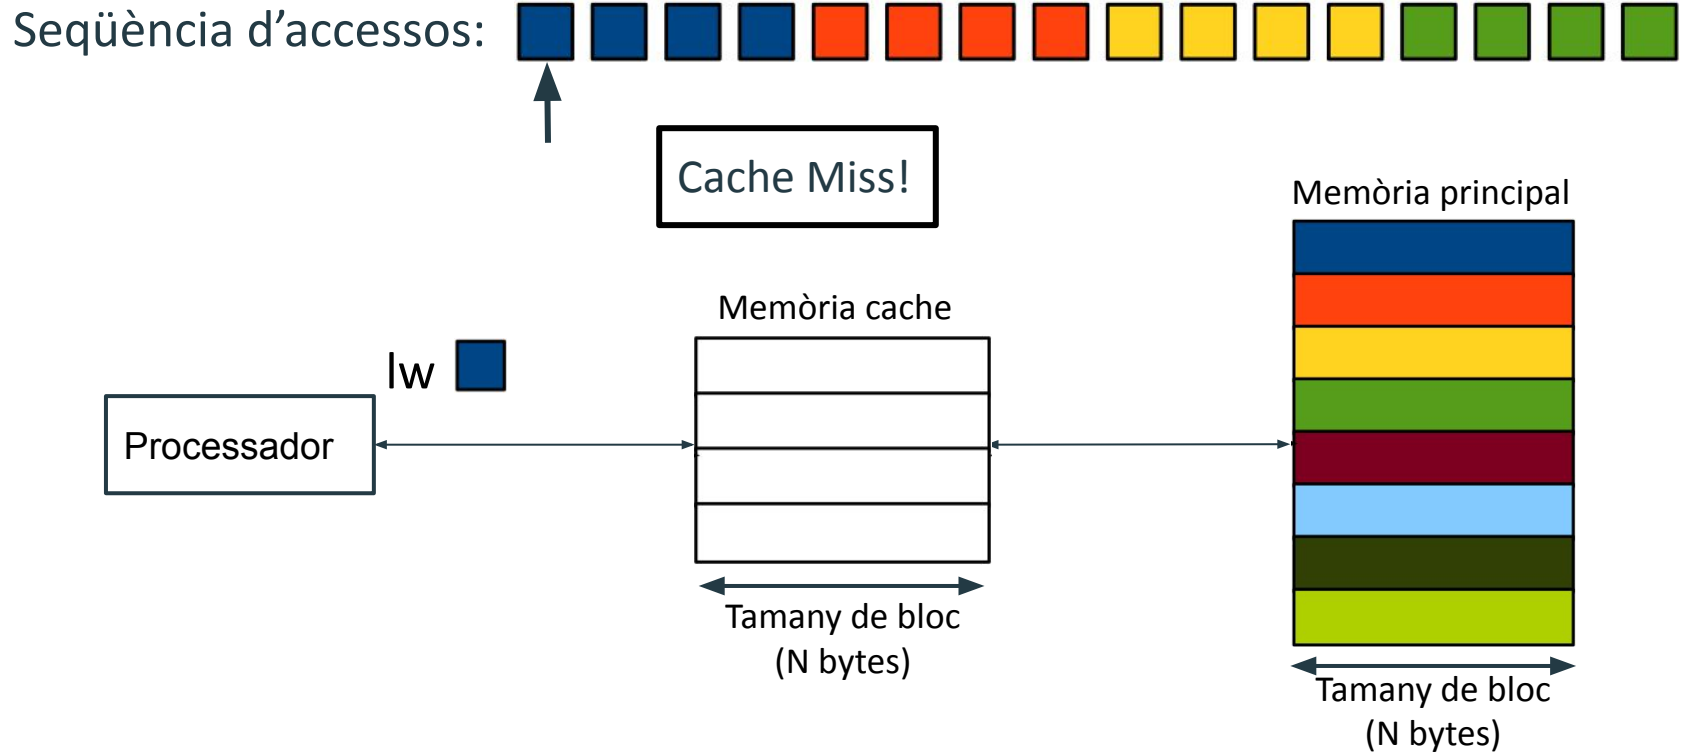 Seqüència d'accessos:
Cache Miss!
Memòria principal
Memòria cache
lw
Processador
Tamany de bloc
(N bytes)
Tamany de bloc
(N bytes)